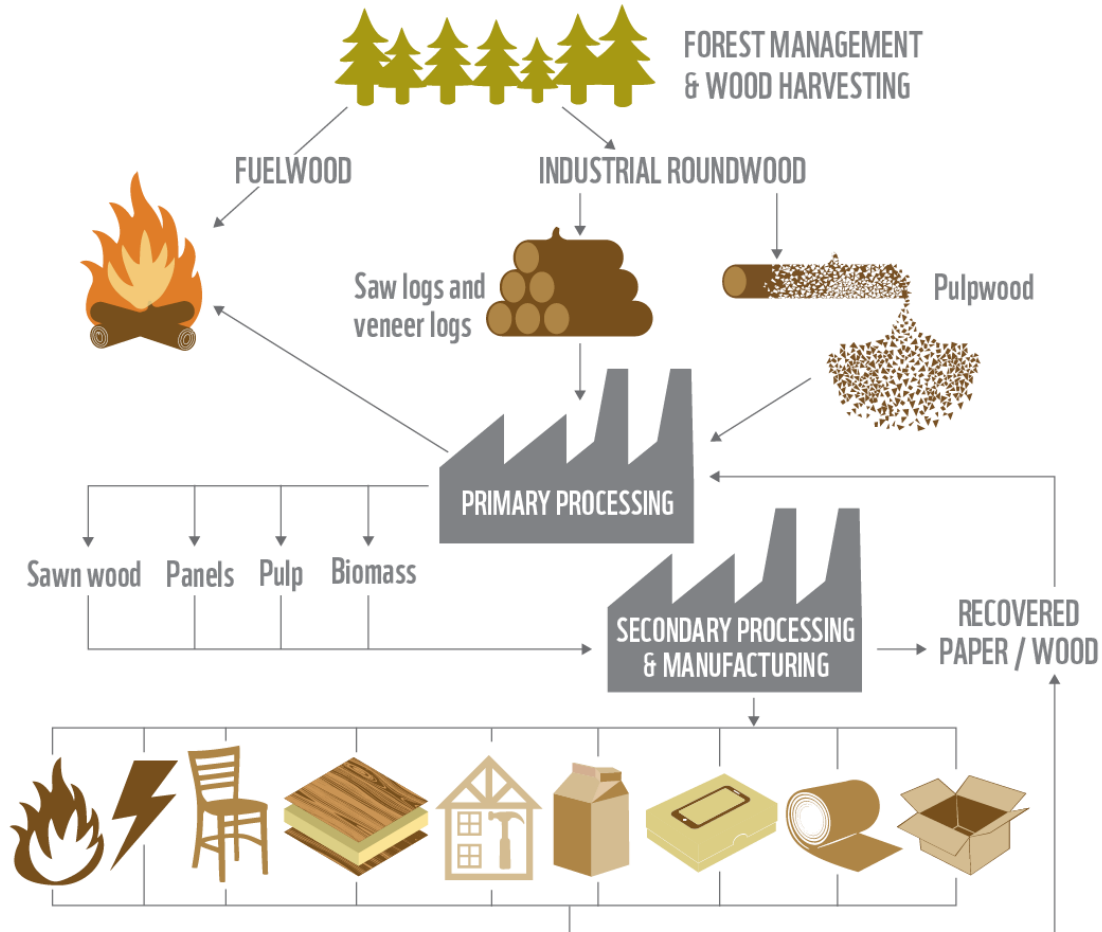 FOREST MANAGEMENT
& WOOD HARVESTING
FUELWOOD
INDUSTRIAL ROUNDWOOD
Saw logs and
veneer logs
Pulpwood
PRIMARY PROCESSING
Sawn wood
Panels
Pulp
Biomass
SECONDARY PROCESSING
& MANUFACTURING
RECOVERED
PAPER / WOOD